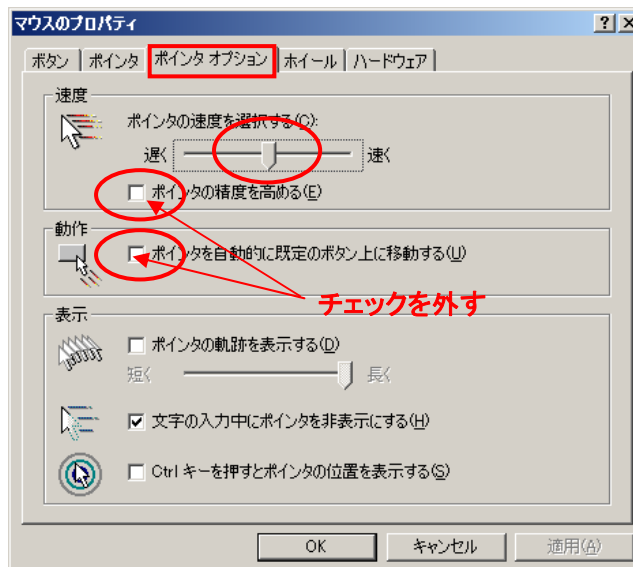 マウスのプロパティ
ボタン ポインタ ポインタ オプション ホイール ハードウェア
速度
ポインタの速度を選択する(C):
遅く 速く
ポインタの精度を高める(E)
動作
ポインタを自動的に既定のボタン上に移動する(U)
チェックを外す
表示
ポインタの軌跡を表示する(D)
短く 長く
文字の入力中にポインタを非表示にする(H)
Ctrl キーを押すとポインタの位置を表示する(S)
OK キャンセル 適用(A)